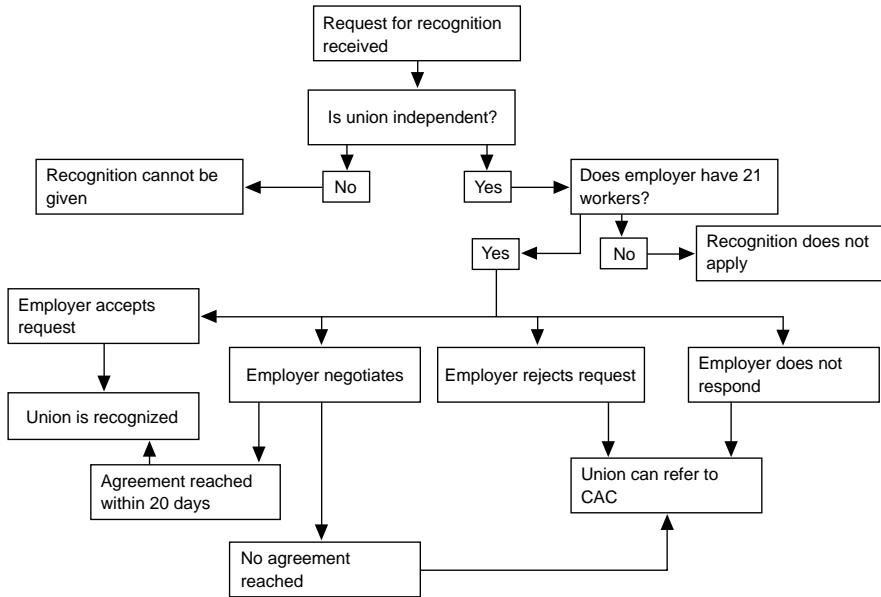 Request for recognition
received
Is union independent?
Recognition cannot be
given
No
Yes
Does employer have 21
workers?
Yes
No
Recognition does not
apply
Employer accepts
request
Employer negotiates
Employer rejects request
Employer does not
respond
Union is recognized
Agreement reached
within 20 days
Union can refer to
CAC
No agreement
reached